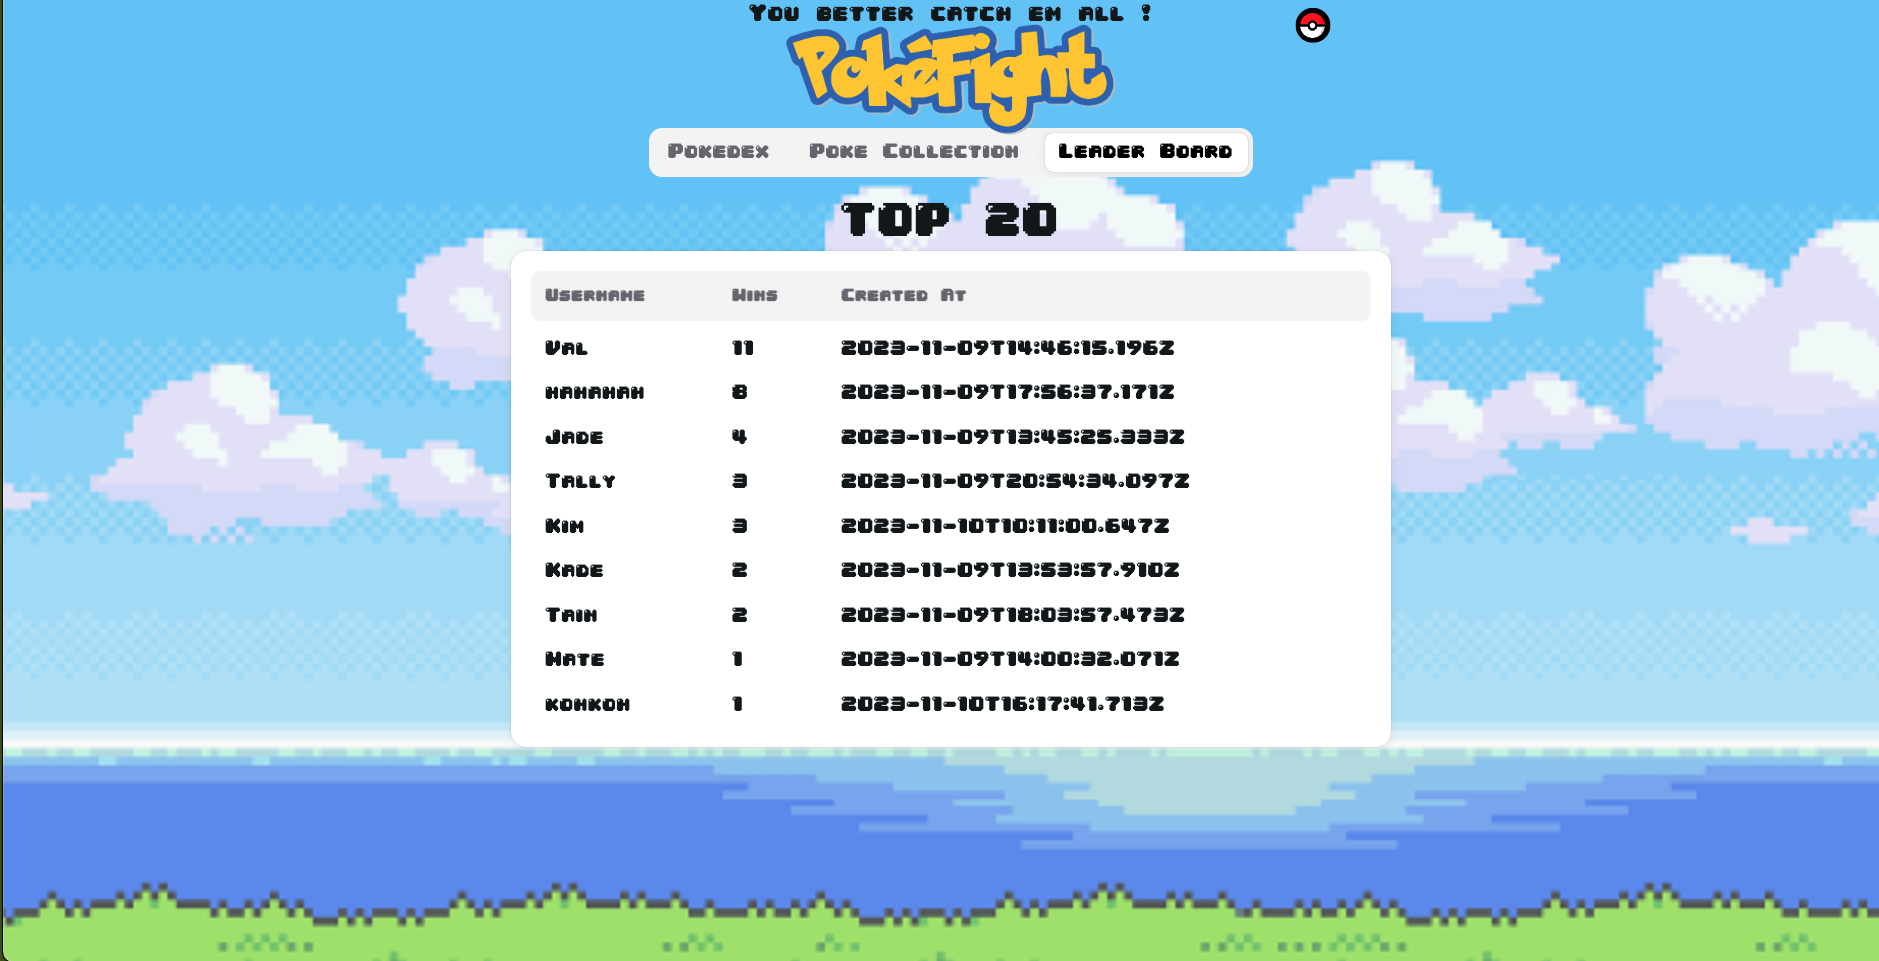 You better catch em all !
PokéFight
Pokedex Poke Collection Leader Board
TOP 20
Username Wins Created At
Val 11 2023-11-09T14:46:15.196Z
hahahah 8 2023-11-09T17:56:37.171Z
Jade 4 2023-11-09T13:45:25.333Z
Tally 3 2023-11-09T20:54:34.097Z
Kim 3 2023-11-10T10:11:00.647Z
Kade 2 2023-11-09T13:53:57.910Z
Tain 2 2023-11-09T18:03:57.473Z
1 2023-11-09T14:00:32.071Z
1 2023-11-10T16:17:41.713Z